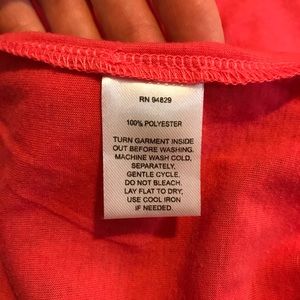 RN 94829
100% POLYESTER
TURN GARMENT INSIDE
OUT BEFORE WASHING.
MACHINE WASH COLD,
SEPARATELY,
GENTLE CYCLE.
DO NOT BLEACH.
LAY FLAT TO DRY,
USE COOL IRON
IF NEEDED.